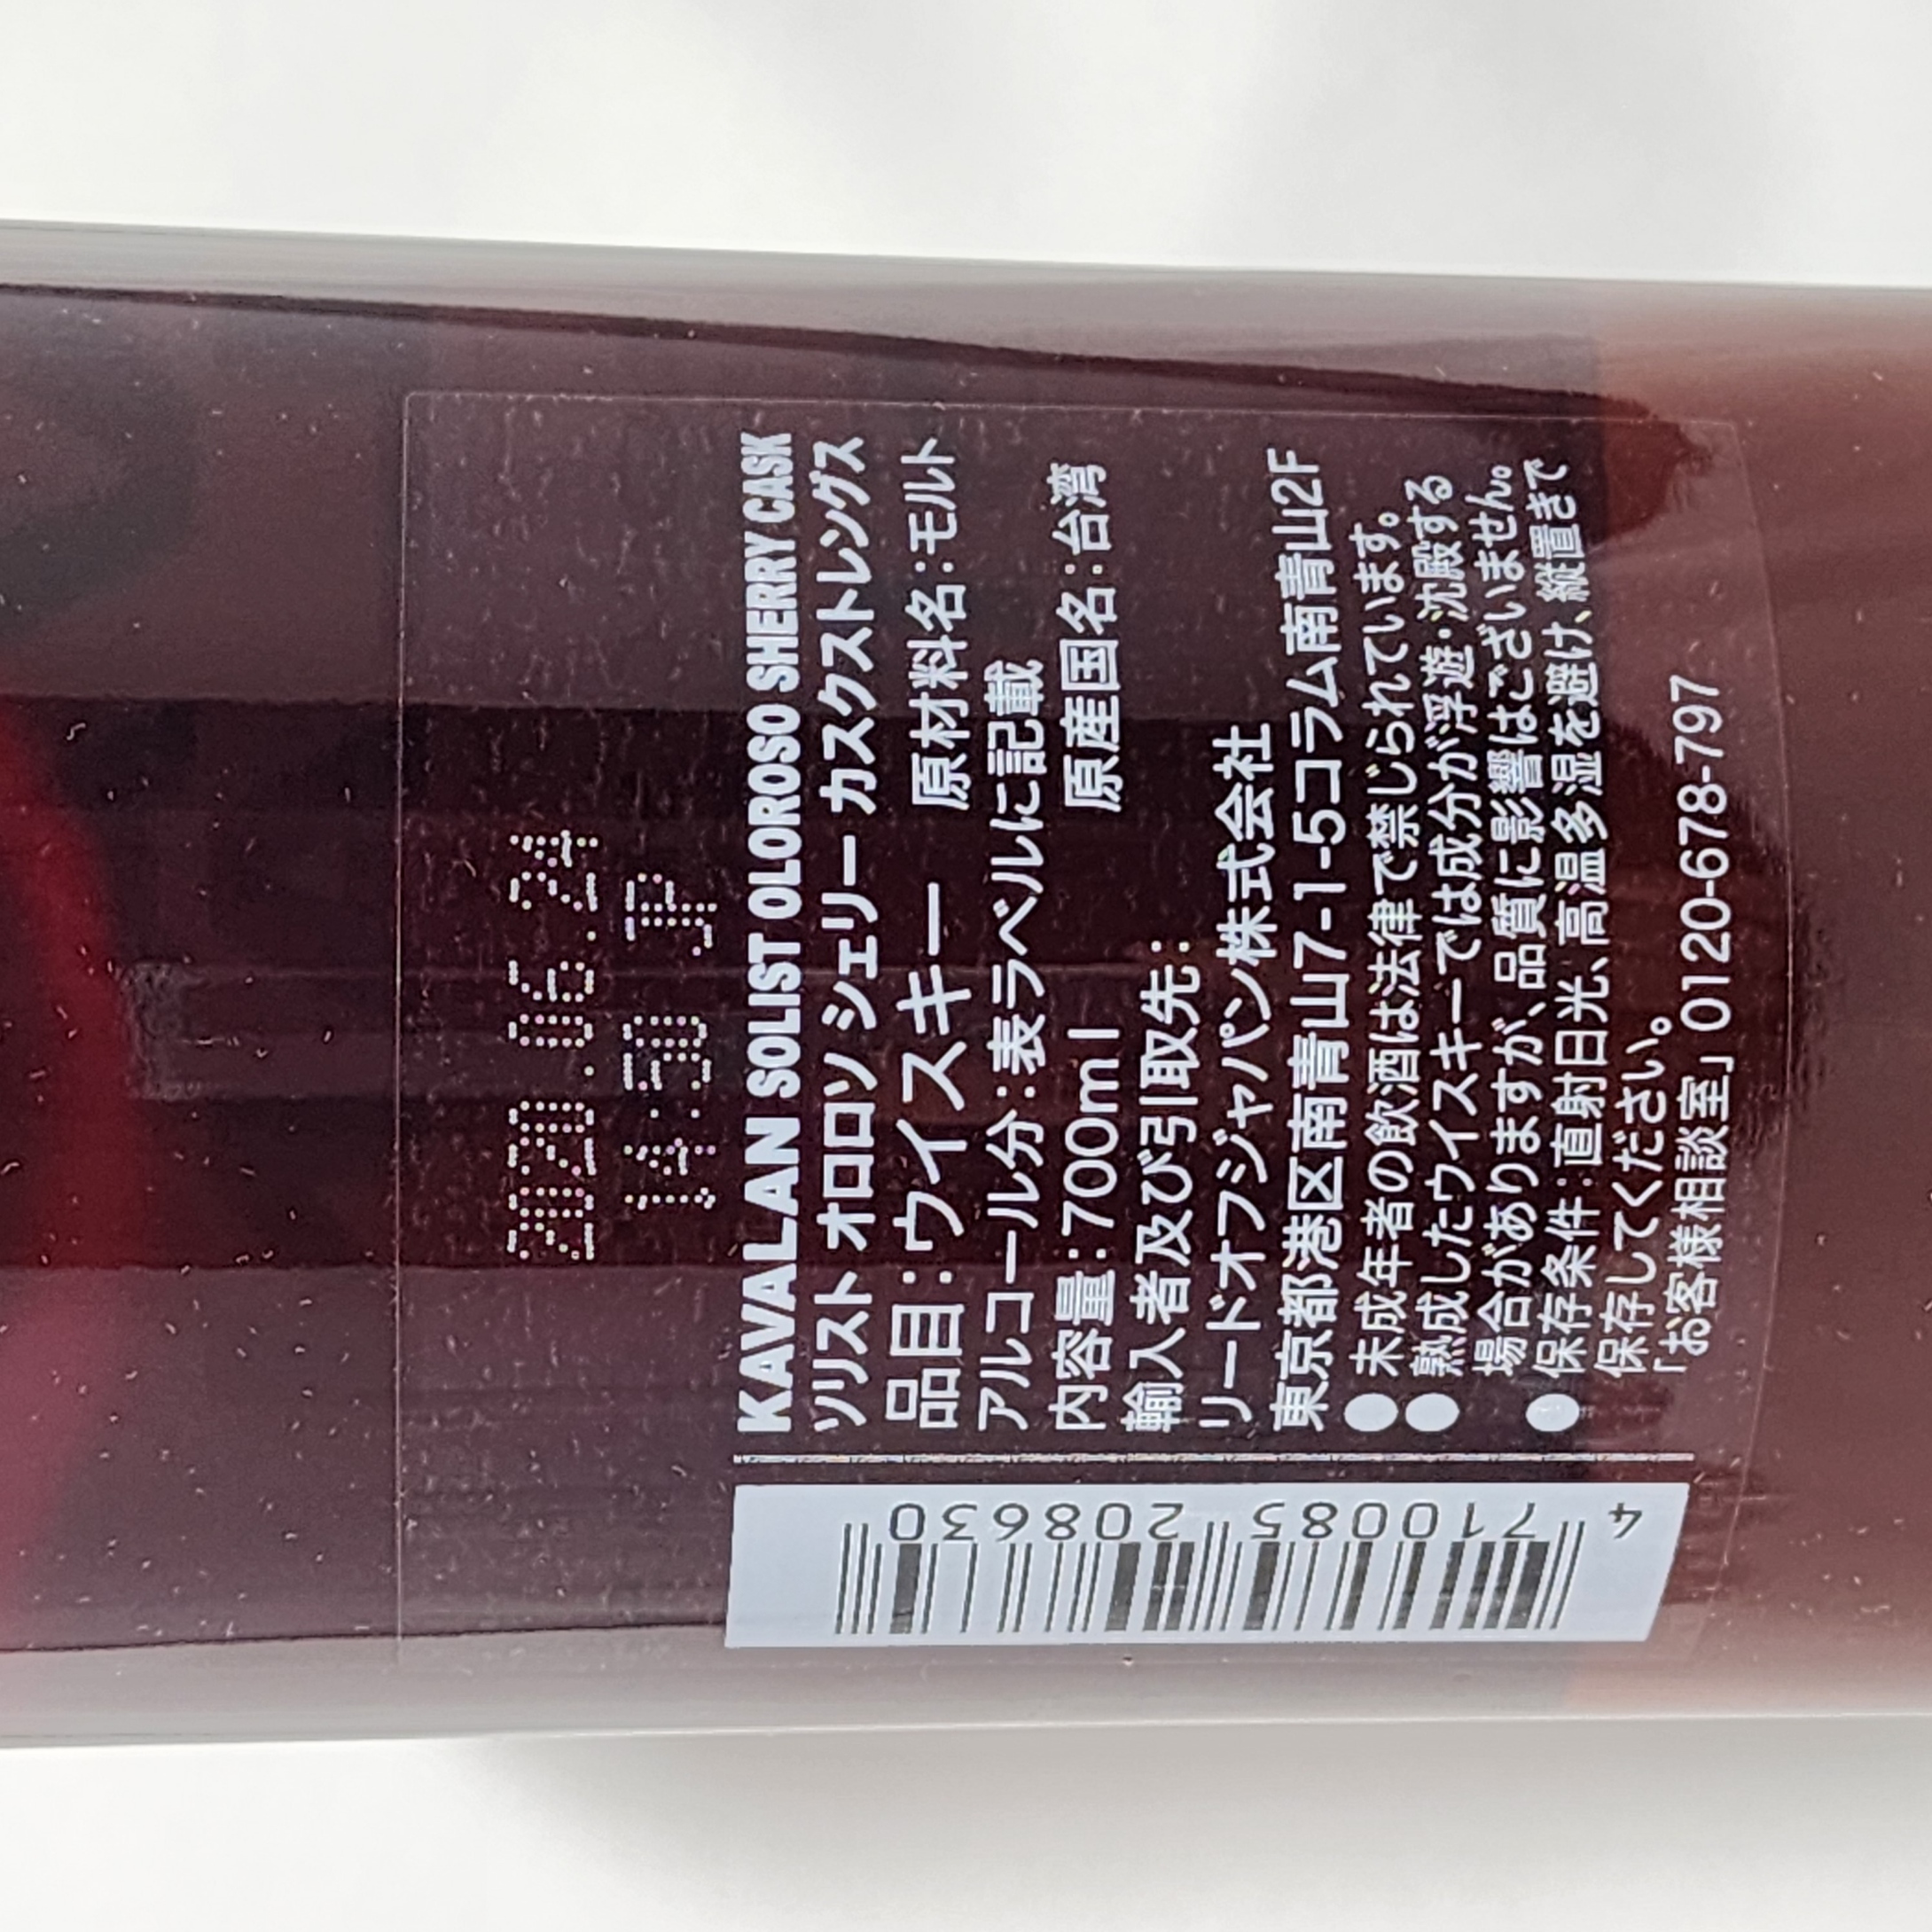 2020.06.24
14:30 JP
KAVALAN SOLIST OLOROSO SHERRY CASK
ソリスト オロロソ シェリー カスクストレングス
品目:ウイスキー 原材料名:モルト
アルコール分:表ラベルに記載
内容量:700ml 原産国名:台湾
輸入者及び引取先:
リードオフジャパン株式会社
東京都港区南青山7-1-5コラム南青山2F
●未成年者の飲酒は法律で禁じられています。
●熟成したウイスキーでは成分が浮遊・沈殿する
場合がありますが、品質に影響はございません。
●保存条件:直射日光、高温多湿を避け、縦置きで
保存してください。
「お客様相談室」0120-678-797
4 710085 208630